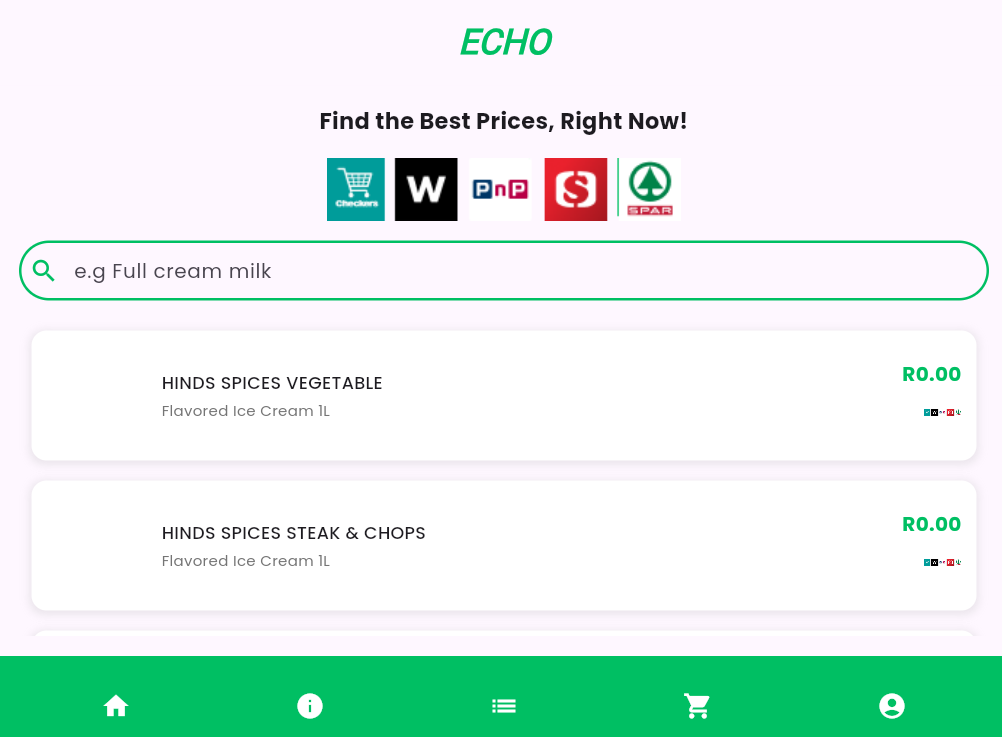 ECHO
Find the Best Prices, Right Now!
Checkers W PnP S SPAR
e.g Full cream milk
HINDS SPICES VEGETABLE
Flavored Ice Cream 1L
R0.00
HINDS SPICES STEAK & CHOPS
Flavored Ice Cream 1L
R0.00